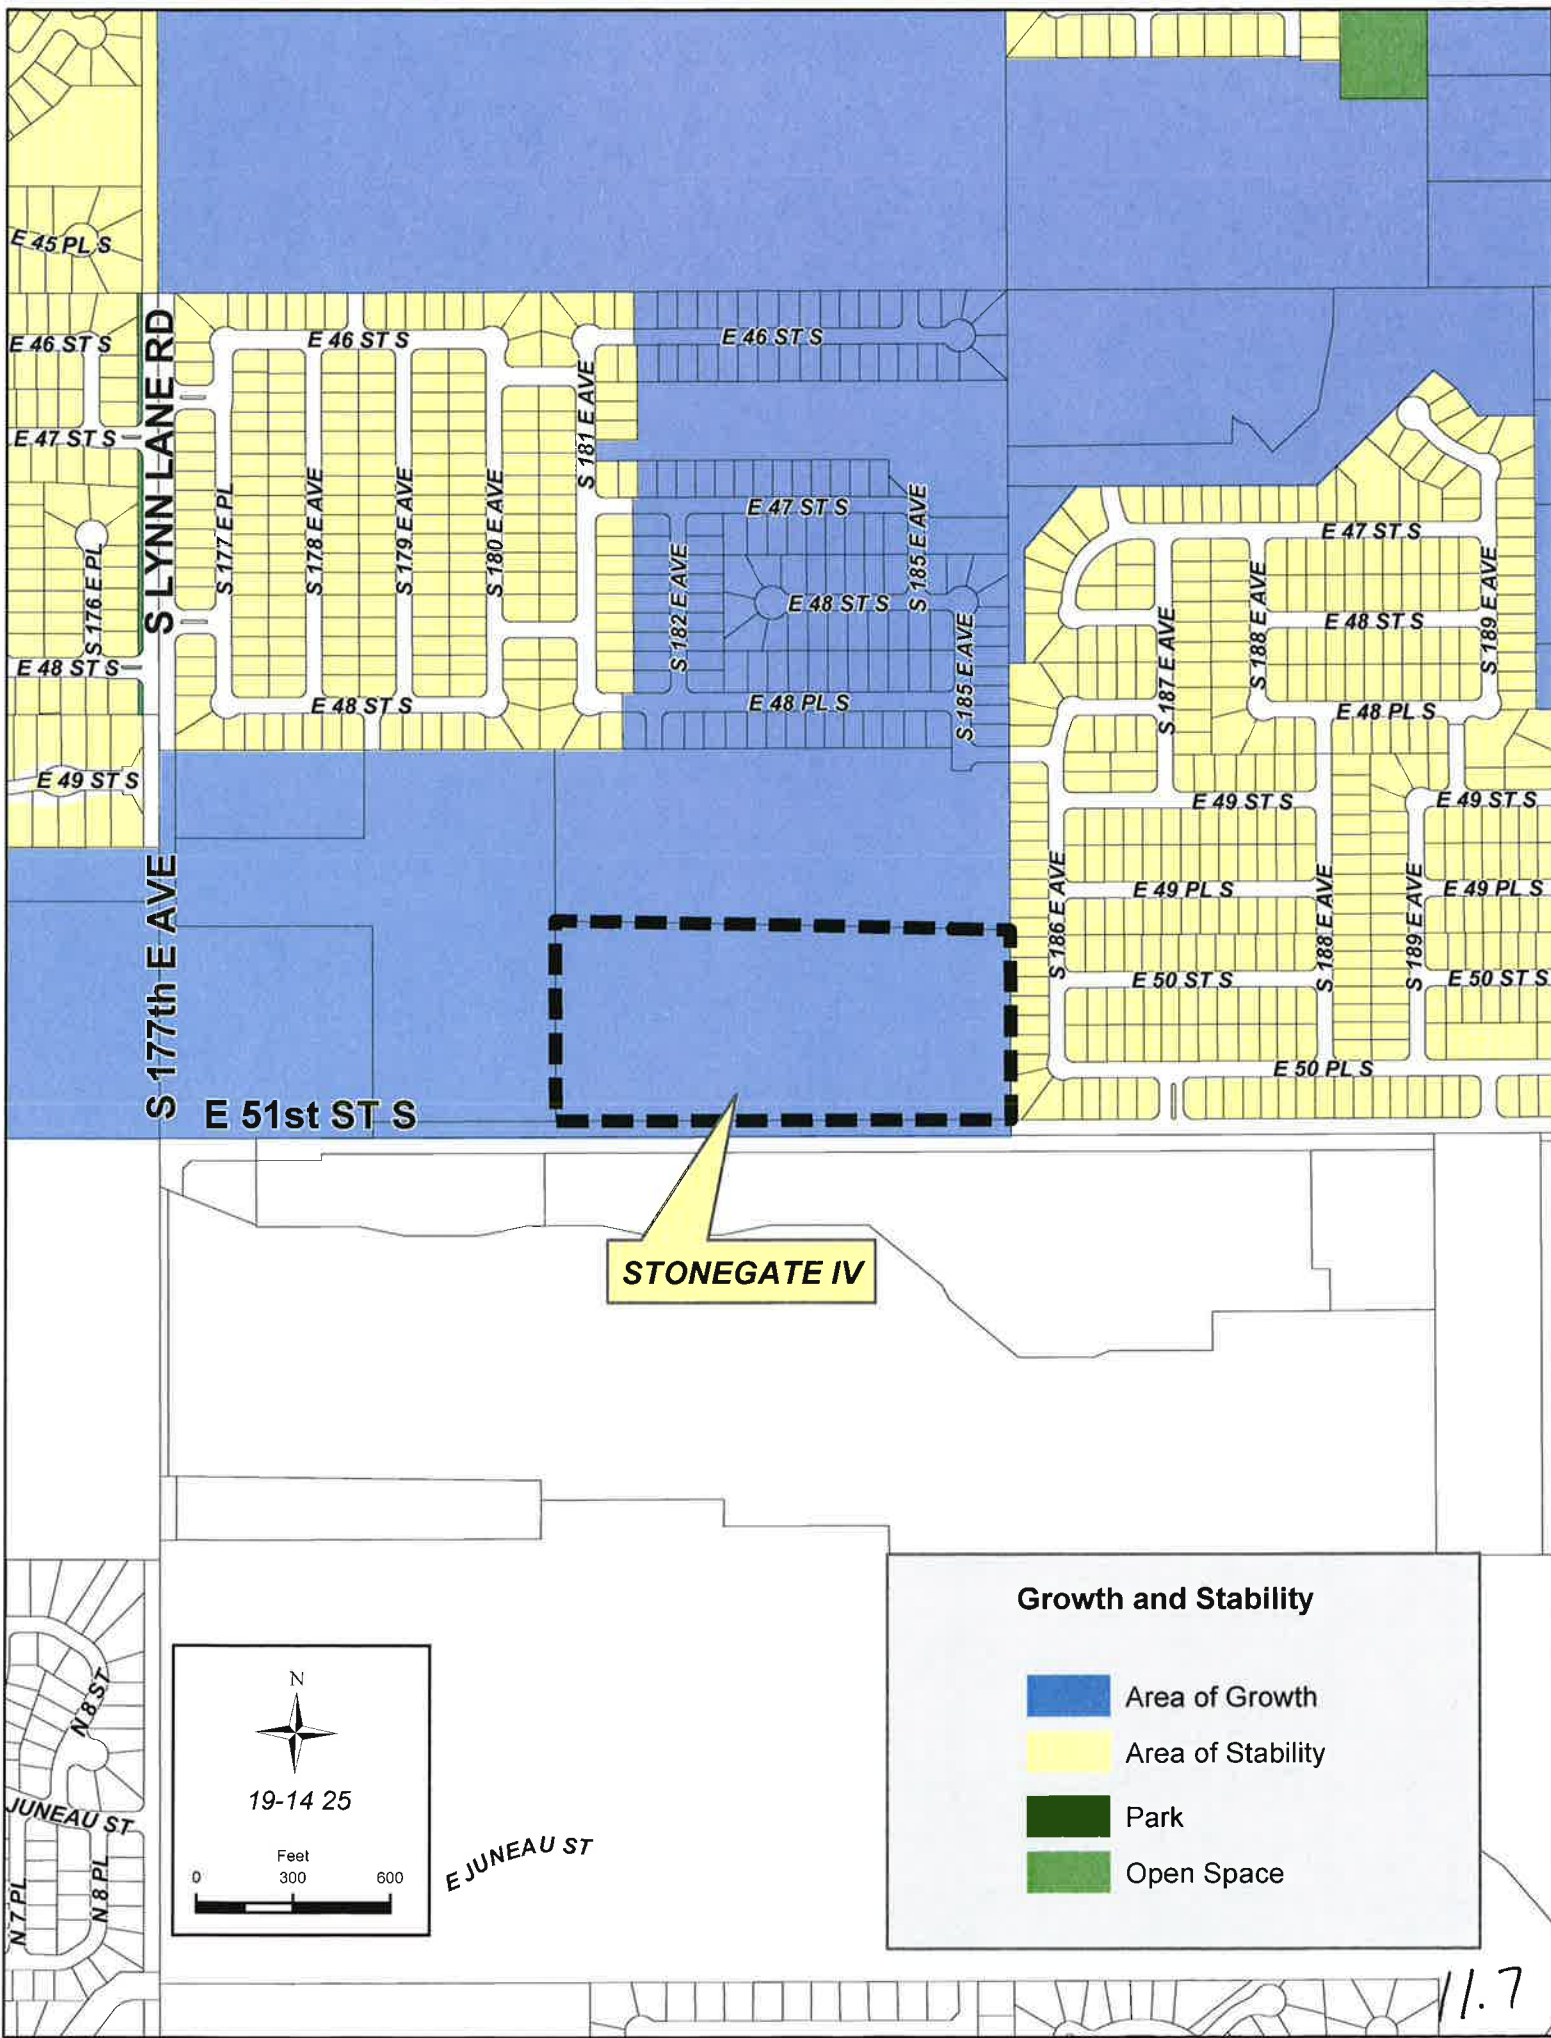 E 45 PL S
E 46 ST S
E 47 ST S
S 176 E PL
E 48 ST S
E 49 ST S
S LYNN LANE RD
S 177th E AVE
E 51st ST S
E 46 ST S
S 177 E PL
S 178 E AVE
S 179 E AVE
S 180 E AVE
S 181 E AVE
E 48 ST S
E 46 ST S
E 47 ST S
S 182 E AVE
E 48 ST S
S 185 E AVE
S 185 E AVE
E 48 PL S
E 47 ST S
S 187 E AVE
S 188 E AVE
E 48 ST S
S 189 E AVE
E 48 PL S
E 49 ST S
E 49 ST S
S 186 E AVE
E 49 PL S
S 188 E AVE
S 189 E AVE
E 49 PL S
E 50 ST S
E 50 ST S
E 50 PL S
STONEGATE IV
Growth and Stability
Area of Growth
Area of Stability
Park
Open Space
N 8 ST
JUNEAU ST
N 7 PL
N 8 PL
N
19-14 25
Feet
0 300 600
E JUNEAU ST
11.7